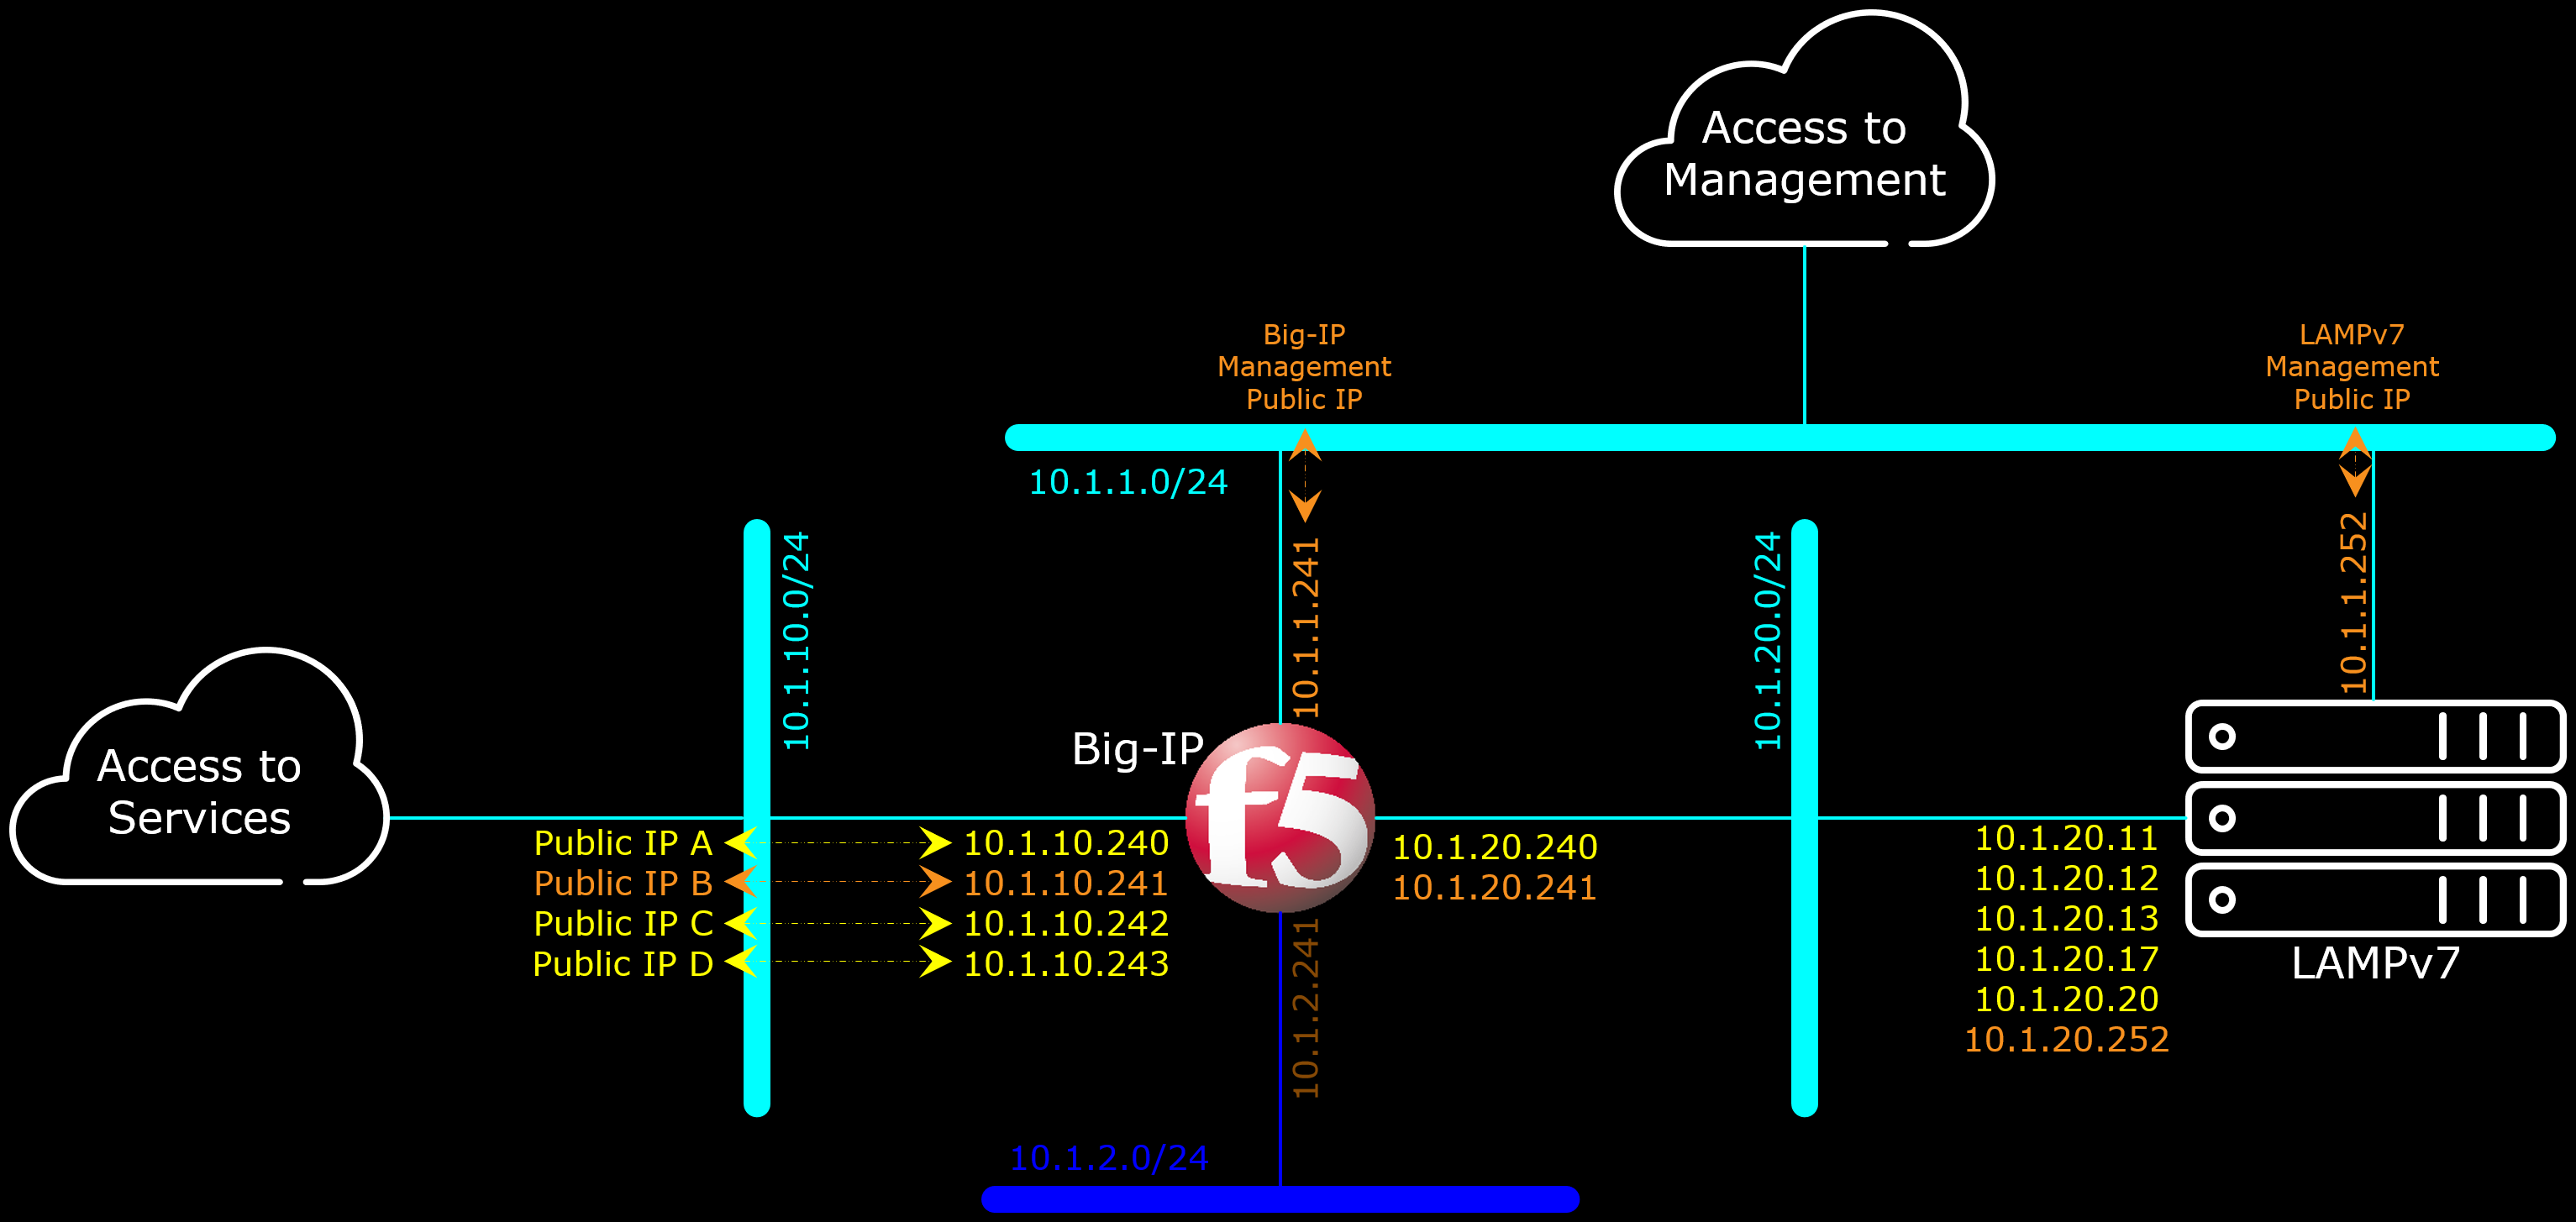 Access to
Management
Big-IP
Management
Public IP
LAMPv7
Management
Public IP
10.1.1.0/24
10.1.10.0/24
10.1.1.241
10.1.20.0/24
10.1.1.252
Access to
Services
Big-IP
f5
Public IP A
10.1.10.240
Public IP B
10.1.10.241
Public IP C
10.1.10.242
Public IP D
10.1.10.243
10.1.20.240
10.1.20.241
10.1.20.11
10.1.20.12
10.1.20.13
10.1.20.17
10.1.20.20
10.1.20.252
LAMPv7
10.1.2.241
10.1.2.0/24